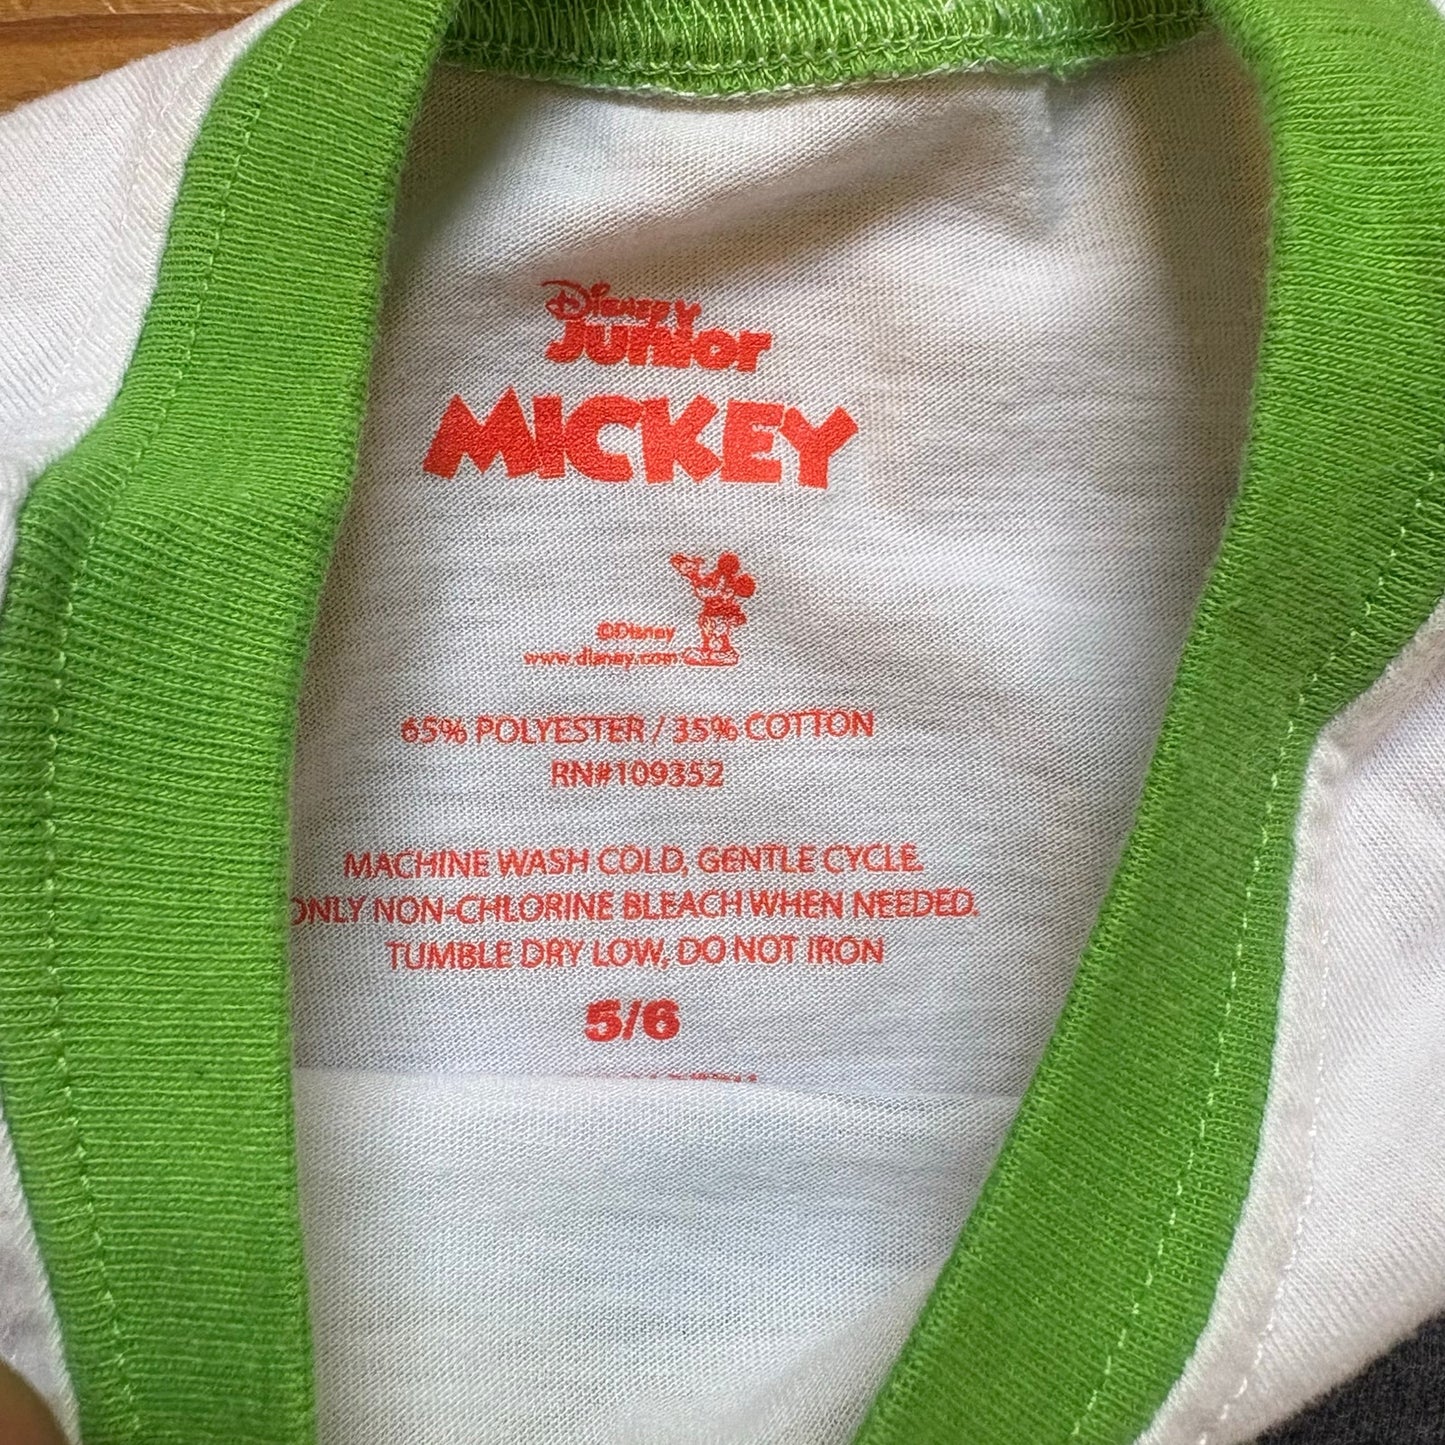 Disney
Junior
MICKEY
©Disney
www.disney.com
65% POLYESTER / 35% COTTON
RN#109352
MACHINE WASH COLD, GENTLE CYCLE.
ONLY NON-CHLORINE BLEACH WHEN NEEDED.
TUMBLE DRY LOW, DO NOT IRON
5/6